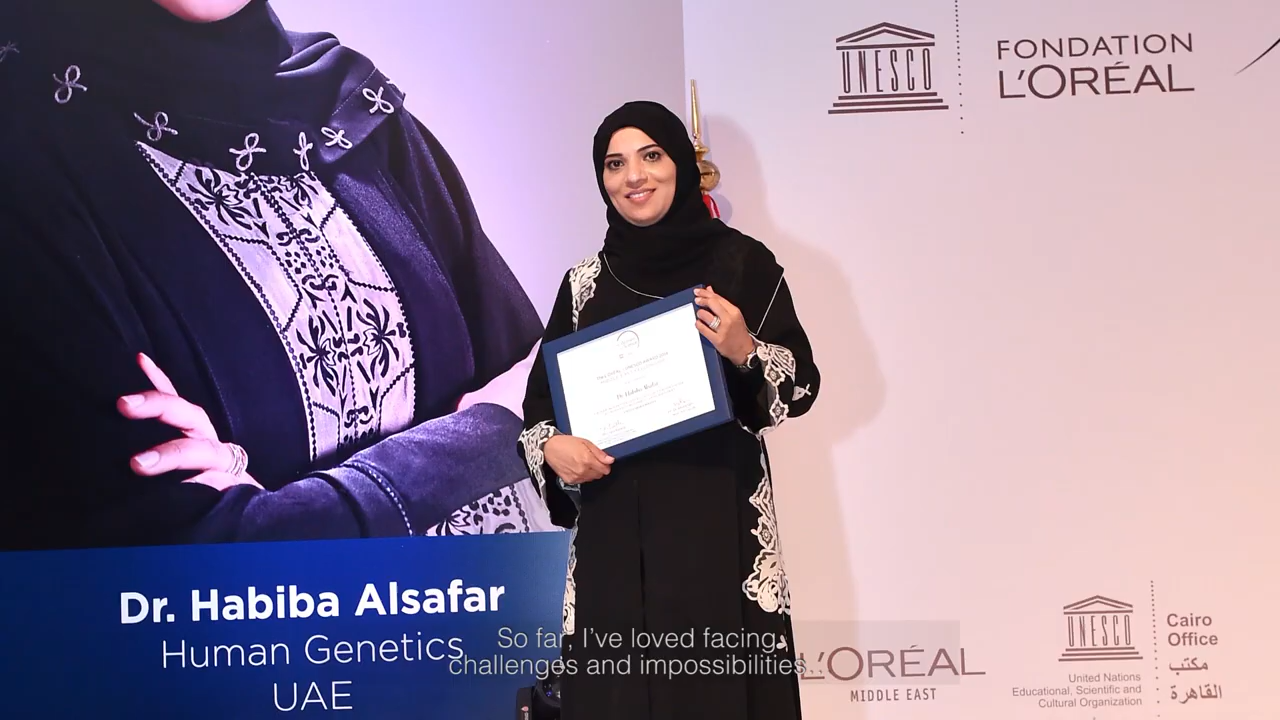 UNESCO
FONDATION
L'ORÉAL
Dr. Habiba Alsafar
Human Genetics
UAE
So far, I've loved facing
challenges and impossibilities...
L'ORÉAL
MIDDLE EAST
UNESCO
United Nations
Educational, Scientific and
Cultural Organization
Cairo
Office
مكتب
القاهرة